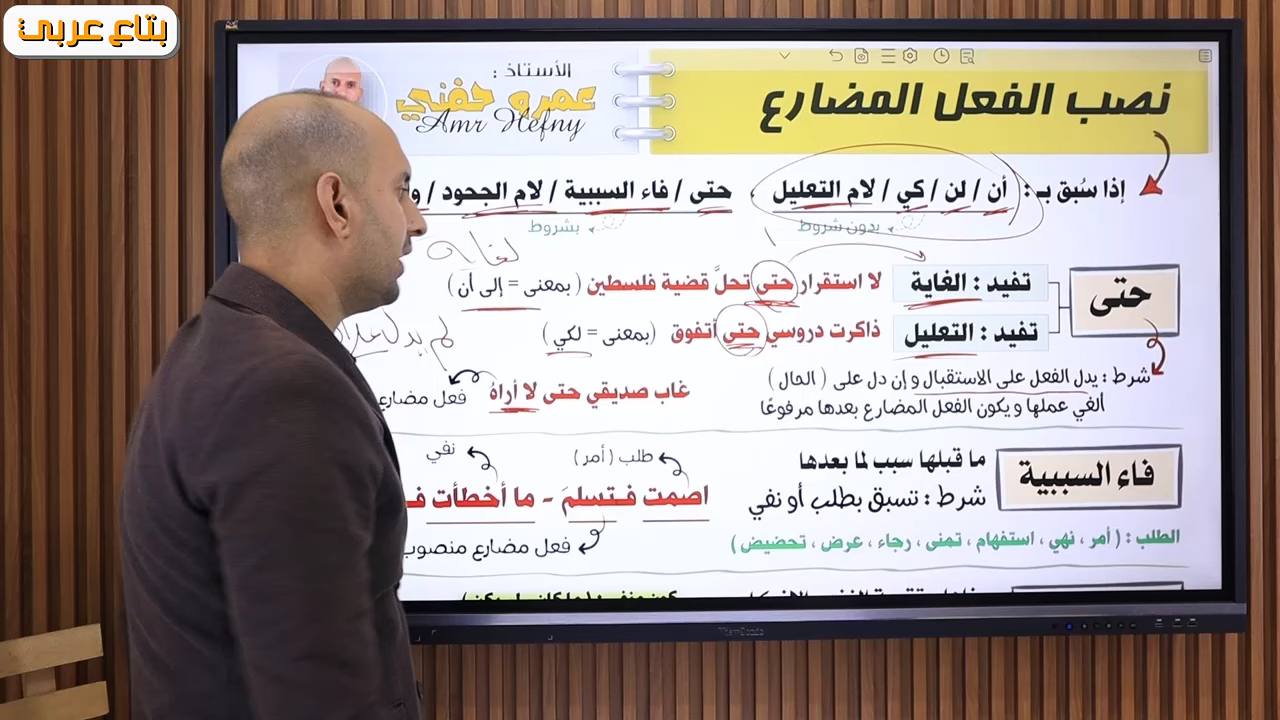 بتاع عربي
الأستاذ :
عمرو حفني
Amr Hefny
نصب الفعل المضارع
إذا سُبق بـ : أن / لن / كي / لام التعليل ، حتى / فاء السببية / لام الجحود / و
بدون شروط
بشروط
حتى
تفيد : الغاية
لا استقرار حتى تحلَّ قضية فلسطين ( بمعنى = إلى أن )
تفيد : التعليل
ذاكرت دروسي حتى أتفوق ( بمعنى = لكي )
لم يدل
شرط : يدل الفعل على الاستقبال و إن دل على ( الحال )
ألغي عملها و يكون الفعل المضارع بعدها مرفوعًا
غاب صديقي حتى لا أراهُ
فعل مضارع
فاء السببية
ما قبلها سبب لما بعدها
شرط : تسبق بطلب أو نفي
طلب ( أمر )
نفي
اصمت فـتسلمَ - ما أخطأت فـ
فعل مضارع منصوب
الطلب : ( أمر ، نهي ، استفهام ، تمنى ، رجاء ، عرض ، تحضيض )